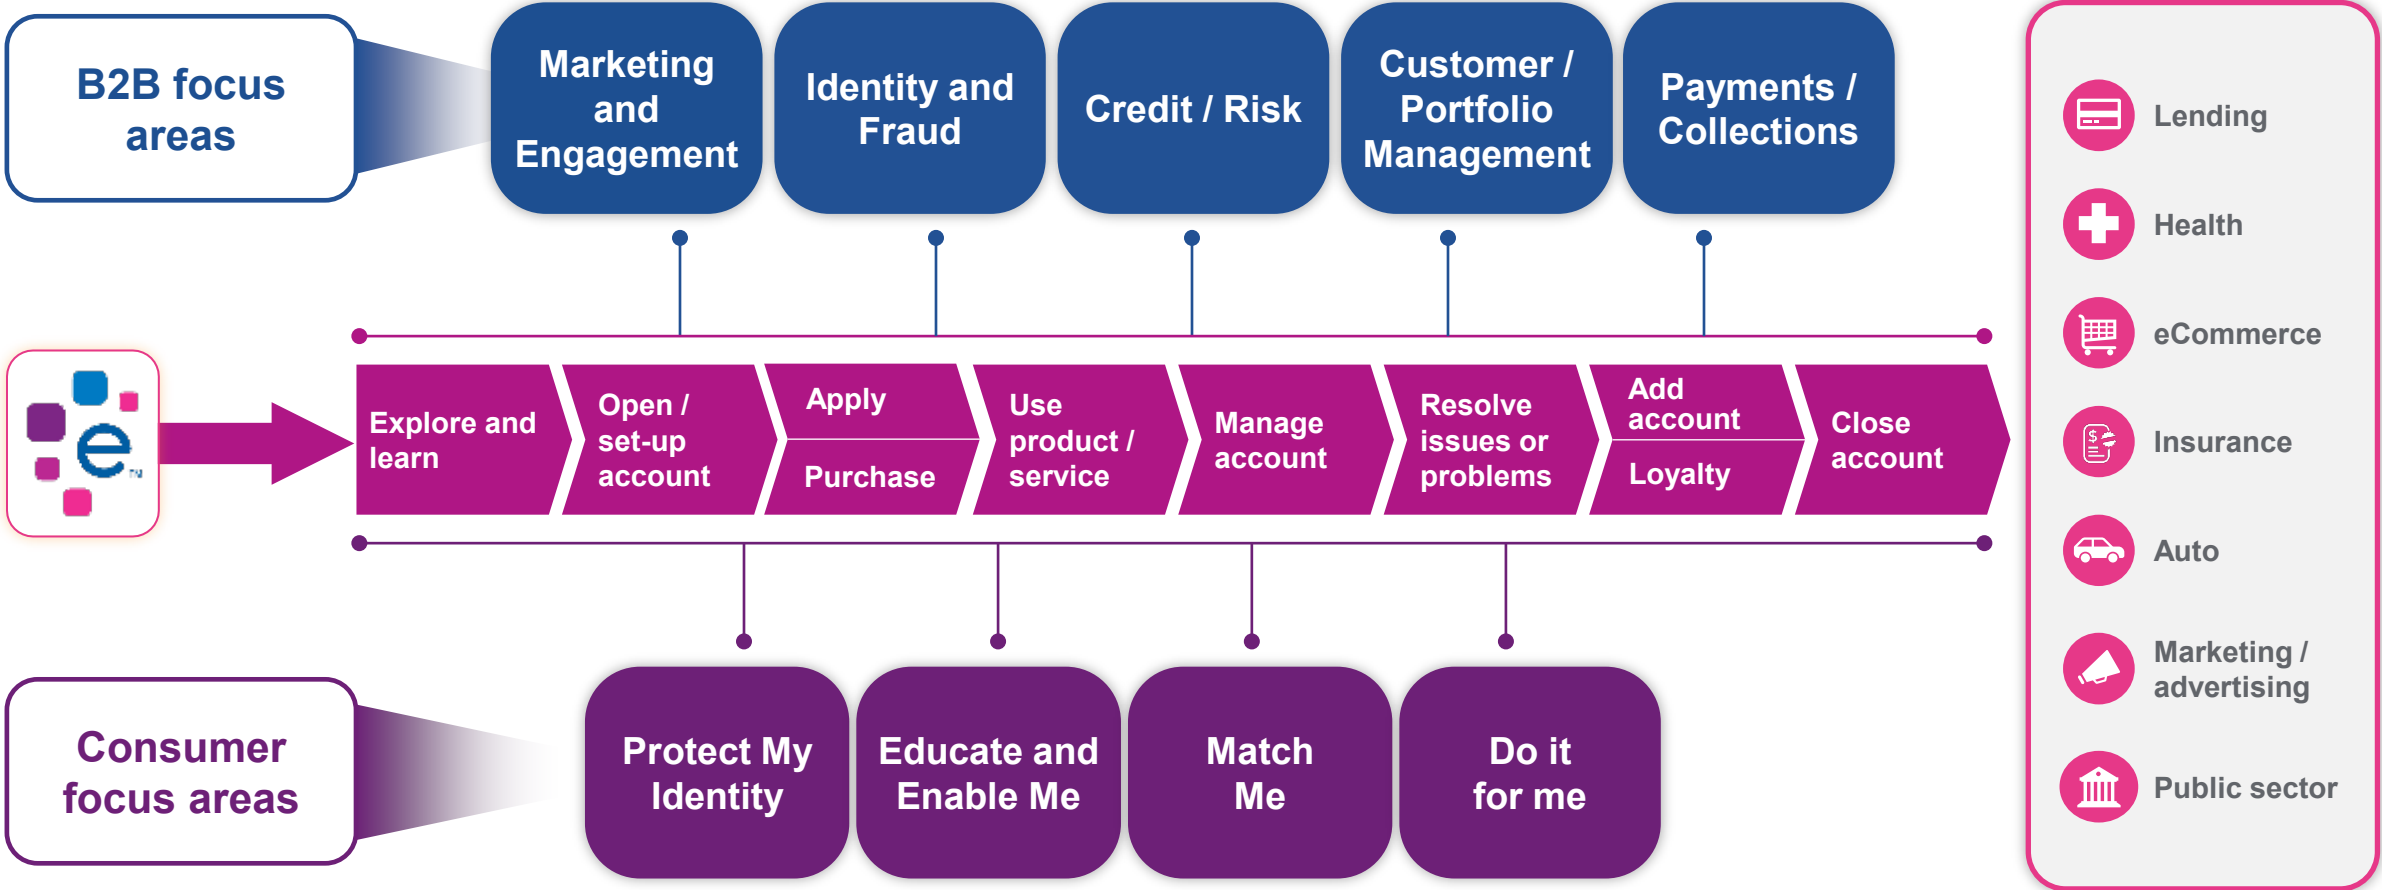 B2B focus
areas
Marketing
and
Engagement
Identity and
Fraud
Credit / Risk
Customer /
Portfolio
Management
Payments /
Collections
e
TM
Explore and
learn
Open /
set-up
account
Apply
Purchase
Use
product /
service
Manage
account
Resolve
issues or
problems
Add
account
Loyalty
Close
account
Consumer
focus areas
Protect My
Identity
Educate and
Enable Me
Match
Me
Do it
for me
Lending
Health
eCommerce
$
Insurance
Auto
Marketing /
advertising
Public sector